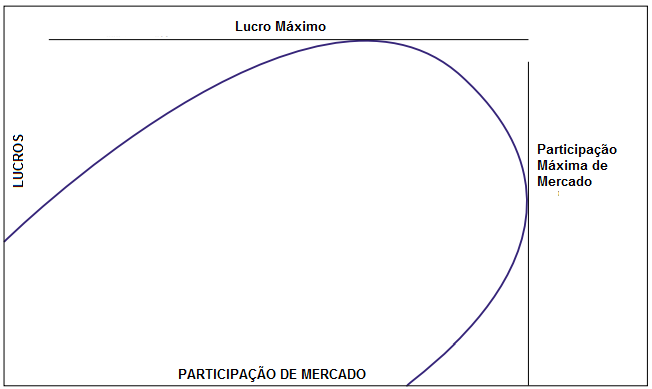 Lucro Máximo
LUCROS
Participação
Máxima de
Mercado
PARTICIPAÇÃO DE MERCADO